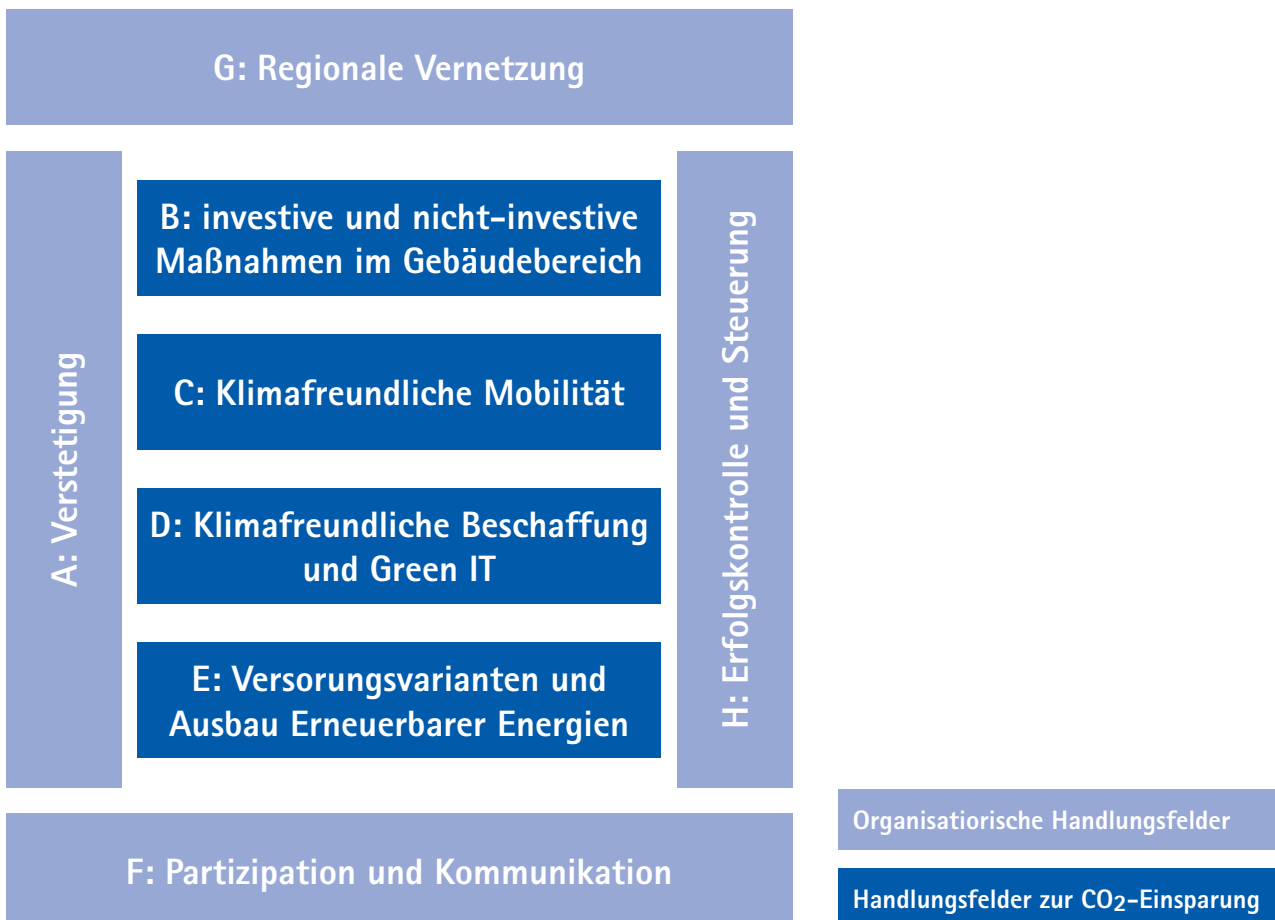 G: Regionale Vernetzung
A: Verstetigung
B: investive und nicht-investive
Maßnahmen im Gebäudebereich
C: Klimafreundliche Mobilität
D: Klimafreundliche Beschaffung
und Green IT
E: Versorungsvarianten und
Ausbau Erneuerbarer Energien
H: Erfolgskontrolle und Steuerung
F: Partizipation und Kommunikation
Organisatiorische Handlungsfelder
Handlungsfelder zur CO2-Einsparung